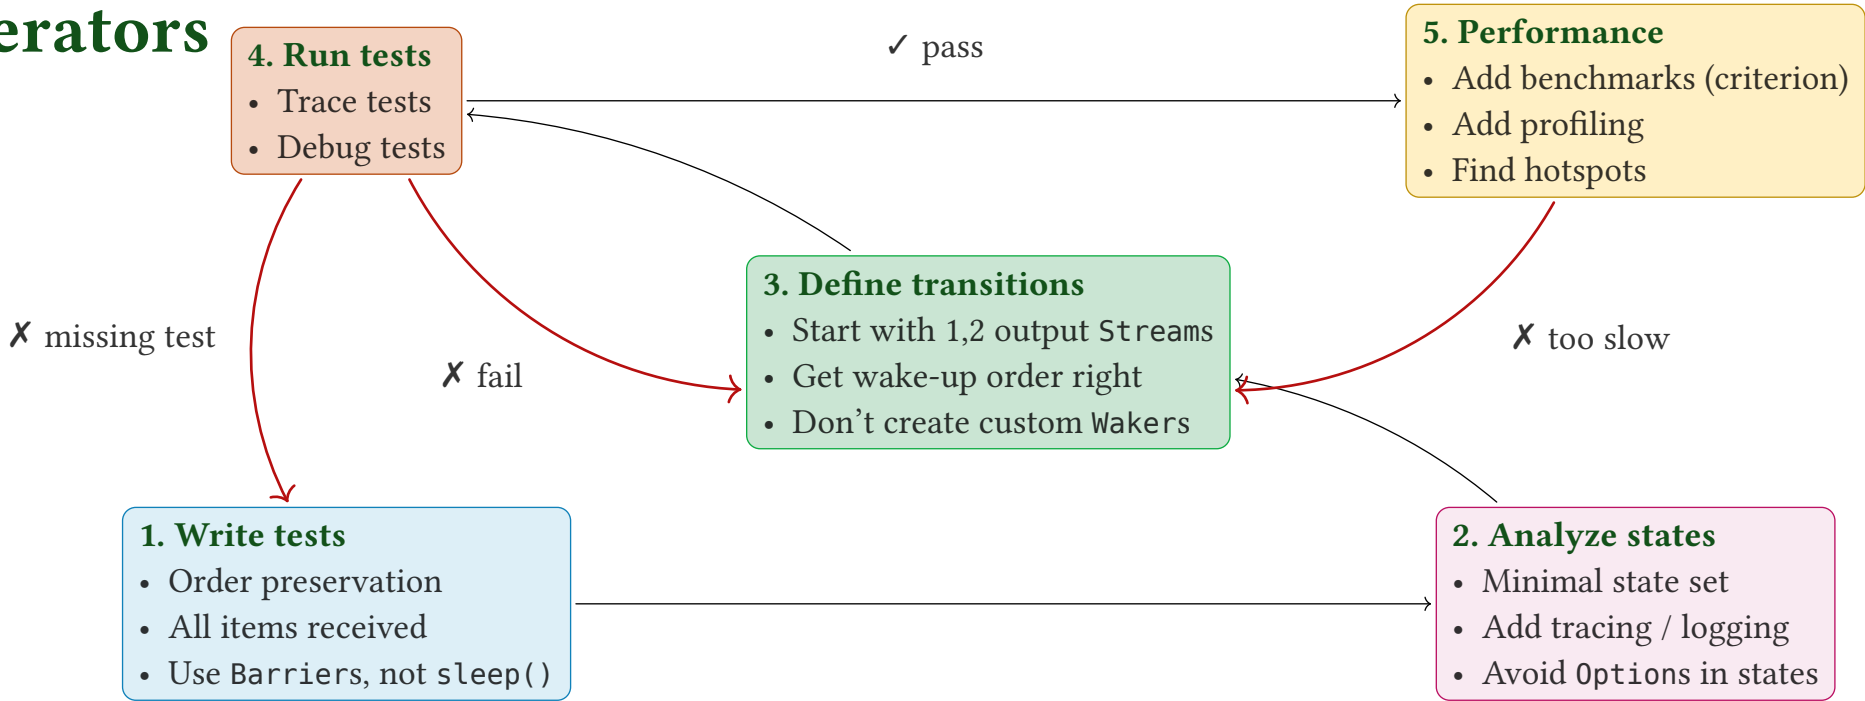 erators
4. Run tests
• Trace tests
• Debug tests
✓ pass
5. Performance
• Add benchmarks (criterion)
• Add profiling
• Find hotspots
✗ missing test
✗ fail
3. Define transitions
• Start with 1,2 output Streams
• Get wake-up order right
• Don’t create custom Wakers
✗ too slow
1. Write tests
• Order preservation
• All items received
• Use Barriers, not sleep()
2. Analyze states
• Minimal state set
• Add tracing / logging
• Avoid Options in states